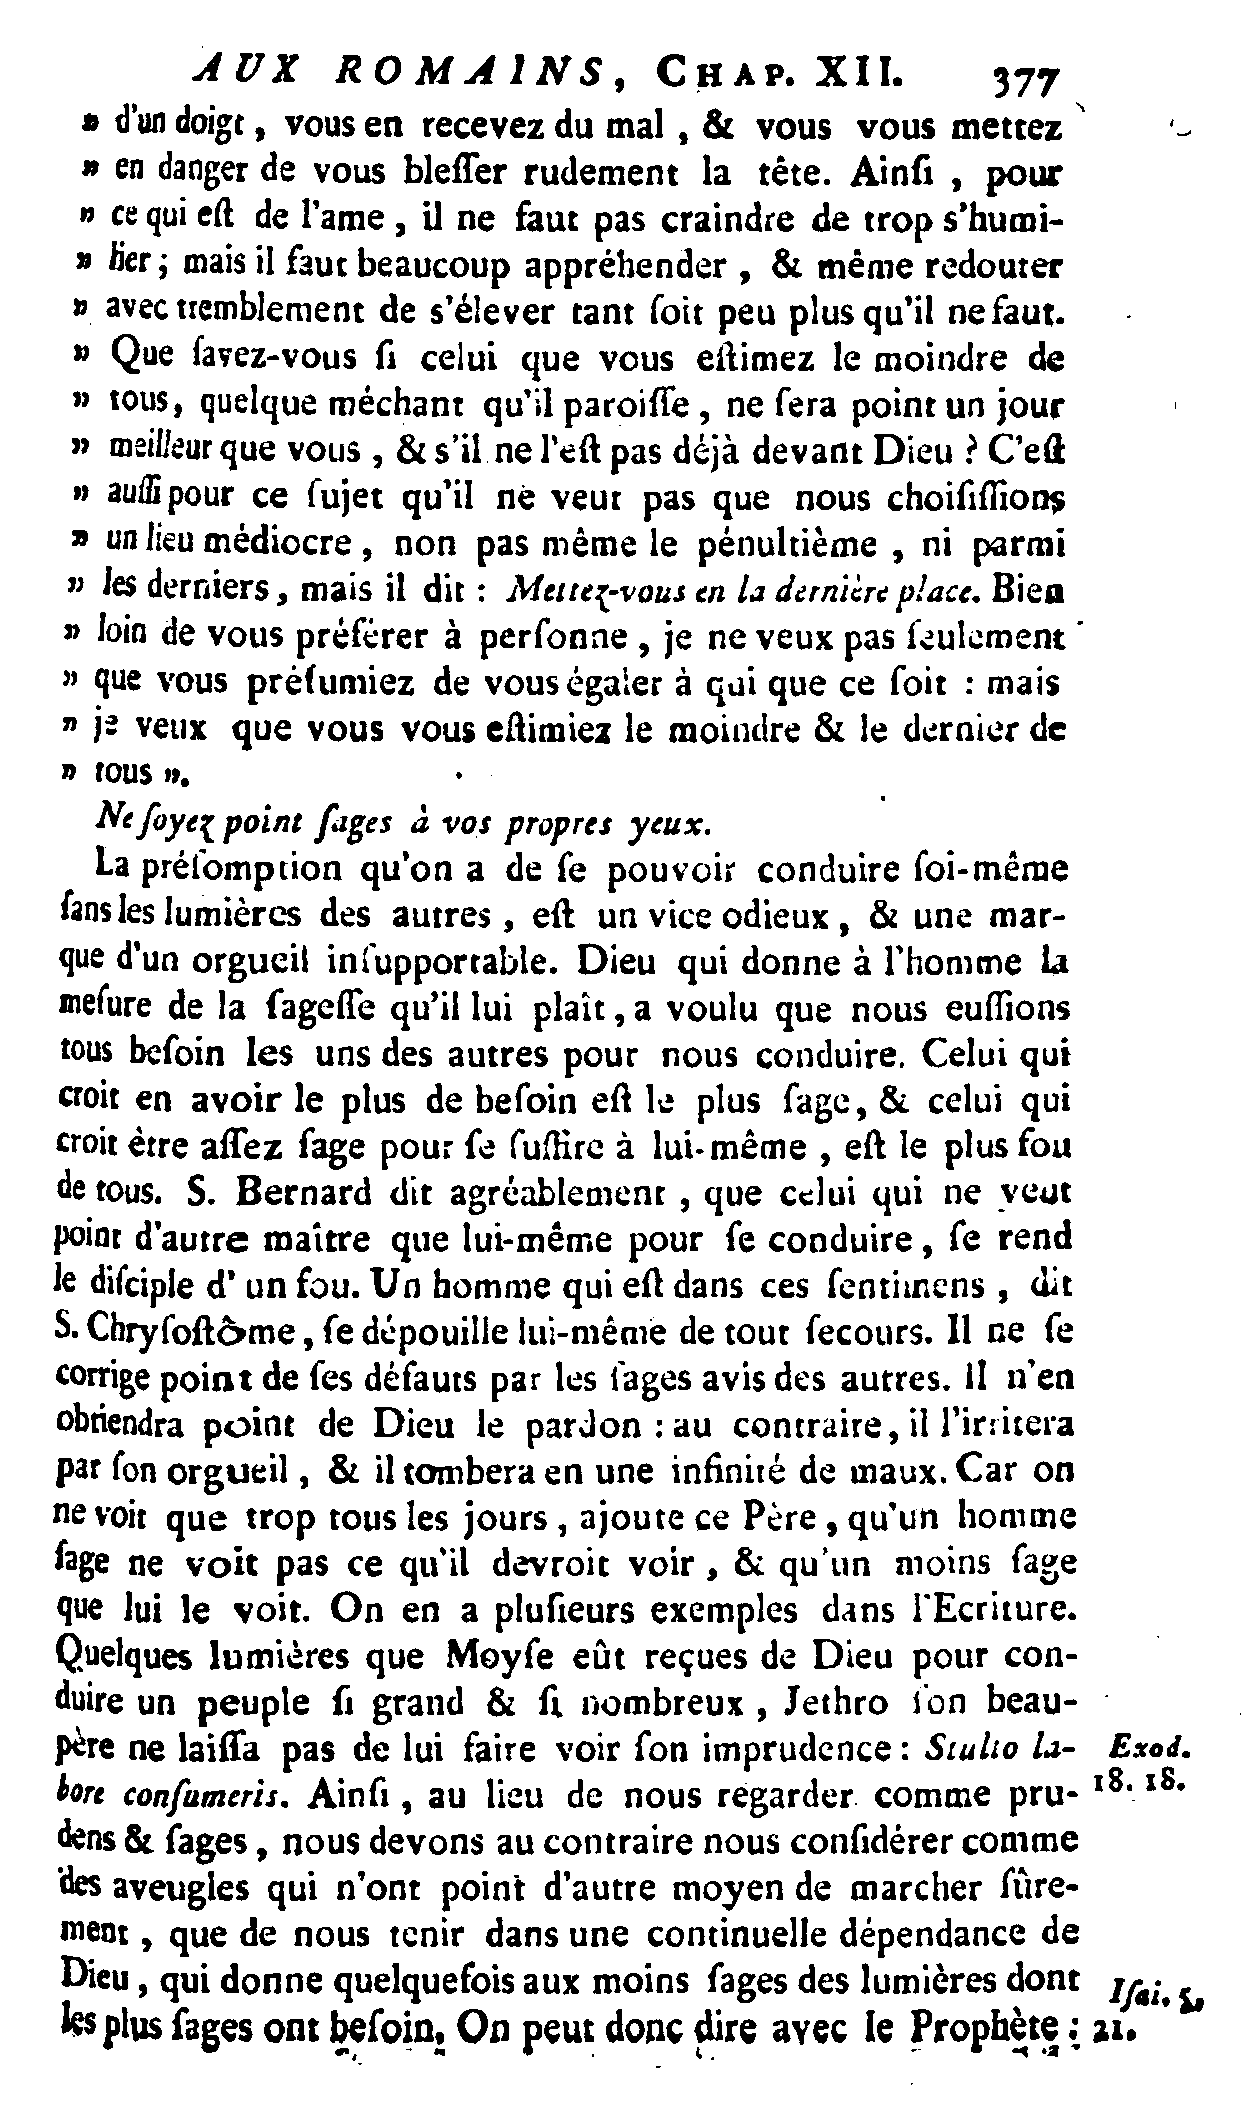 AUX ROMAINS, CHAP. XII. 377
» d'un doigt, vous en recevez du mal, & vous vous mettez
» en danger de vous bleſſer rudement la tête. Ainſi, pour
» ce qui eſt de l'ame, il ne faut pas craindre de trop s'humi-
» lier; mais il faut beaucoup appréhender, & même redouter
» avec tremblement de s'élever tant ſoit peu plus qu'il ne faut.
» Que ſavez-vous ſi celui que vous eſtimez le moindre de
» tous, quelque méchant qu'il paroiſſe, ne ſera point un jour
» meilleur que vous, & s'il ne l'eſt pas déjà devant Dieu ? C'eſt
» auſſi pour ce ſujet qu'il ne veut pas que nous choiſiſſions
» un lieu médiocre, non pas même le pénultième, ni parmi
» les derniers, mais il dit : Mettez-vous en la dernière place. Bien
» loin de vous préférer à perſonne, je ne veux pas ſeulement
» que vous préſumiez de vous égaler à qui que ce ſoit : mais
» je veux que vous vous eſtimiez le moindre & le dernier de
» tous ».
Ne ſoyez point ſages à vos propres yeux.
La préſomption qu'on a de ſe pouvoir conduire ſoi-même
ſans les lumières des autres, eſt un vice odieux, & une mar-
que d'un orgueil inſupportable. Dieu qui donne à l'homme la
meſure de la ſageſſe qu'il lui plaît, a voulu que nous euſſions
tous beſoin les uns des autres pour nous conduire. Celui qui
croit en avoir le plus de beſoin eſt le plus ſage, & celui qui
croit être aſſez ſage pour ſe ſuffire à lui-même, eſt le plus fou
de tous. S. Bernard dit agréablement, que celui qui ne veut
point d'autre maître que lui-même pour ſe conduire, ſe rend
le diſciple d' un fou. Un homme qui eſt dans ces ſentimens, dit
S. Chryſoſtôme, ſe dépouille lui-même de tout ſecours. Il ne ſe
corrige point de ſes défauts par les ſages avis des autres. Il n'en
obtiendra point de Dieu le pardon : au contraire, il l'irritera
par ſon orgueil, & il tombera en une infinité de maux. Car on
ne voit que trop tous les jours, ajoute ce Père, qu'un homme
ſage ne voit pas ce qu'il devroit voir, & qu'un moins ſage
que lui le voit. On en a pluſieurs exemples dans l'Ecriture.
Quelques lumières que Moyſe eût reçues de Dieu pour con-
duire un peuple ſi grand & ſi nombreux, Jethro ſon beau-
père ne laiſſa pas de lui faire voir ſon imprudence : Stulto la- Exod.
bore conſumeris. Ainſi, au lieu de nous regarder comme pru- 18. 18.
dens & ſages, nous devons au contraire nous conſidérer comme
des aveugles qui n'ont point d'autre moyen de marcher ſûre-
ment, que de nous tenir dans une continuelle dépendance de
Dieu, qui donne quelquefois aux moins ſages des lumières dont Iſai. 5.
les plus ſages ont beſoin. On peut donc dire avec le Prophète : 21.